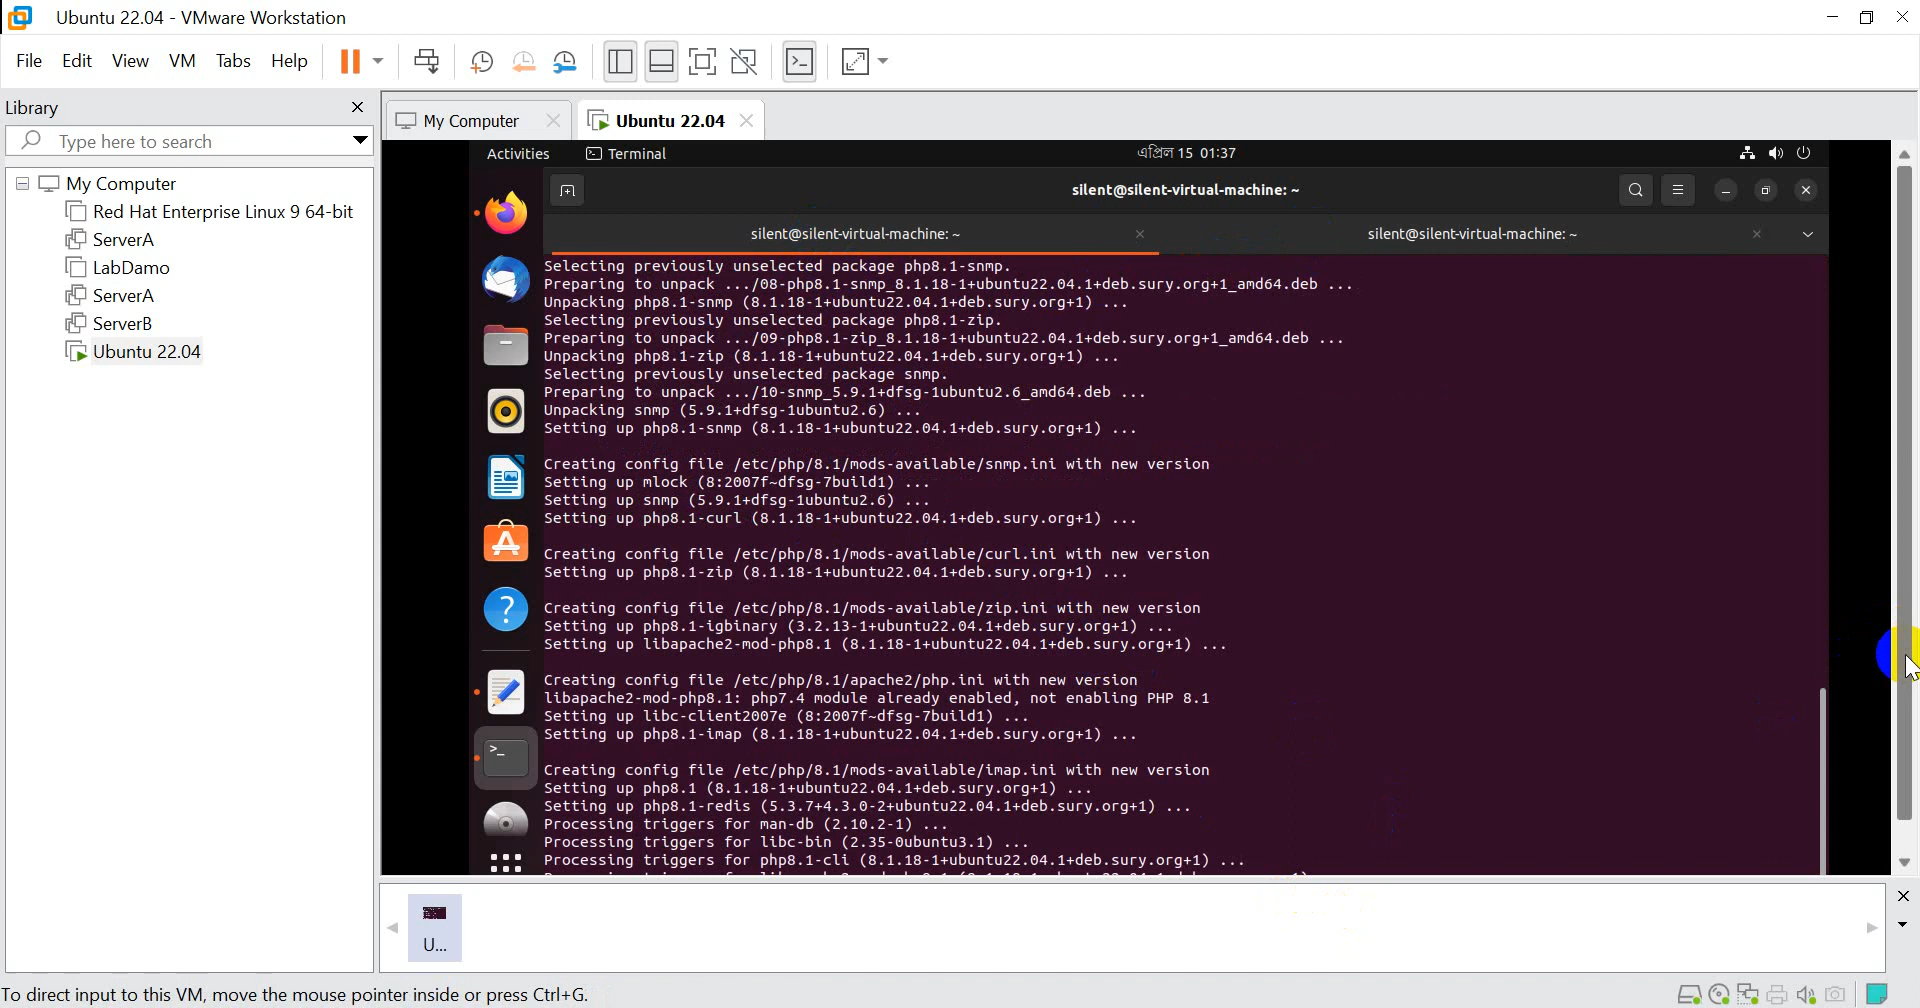 Ubuntu 22.04 - VMware Workstation
File Edit View VM Tabs Help
Library
Type here to search
My Computer
Red Hat Enterprise Linux 9 64-bit
ServerA
LabDamo
ServerA
ServerB
Ubuntu 22.04
My Computer
Ubuntu 22.04
Activities
Terminal
এপ্রিল 15 01:37
silent@silent-virtual-machine: ~
silent@silent-virtual-machine: ~
silent@silent-virtual-machine: ~
Selecting previously unselected package php8.1-snmp.
Preparing to unpack .../08-php8.1-snmp_8.1.18-1+ubuntu22.04.1+deb.sury.org+1_amd64.deb ...
Unpacking php8.1-snmp (8.1.18-1+ubuntu22.04.1+deb.sury.org+1) ...
Selecting previously unselected package php8.1-zip.
Preparing to unpack .../09-php8.1-zip_8.1.18-1+ubuntu22.04.1+deb.sury.org+1_amd64.deb ...
Unpacking php8.1-zip (8.1.18-1+ubuntu22.04.1+deb.sury.org+1) ...
Selecting previously unselected package snmp.
Preparing to unpack .../10-snmp_5.9.1+dfsg-1ubuntu2.6_amd64.deb ...
Unpacking snmp (5.9.1+dfsg-1ubuntu2.6) ...
Setting up php8.1-snmp (8.1.18-1+ubuntu22.04.1+deb.sury.org+1) ...
Creating config file /etc/php/8.1/mods-available/snmp.ini with new version
Setting up mlock (8:2007f~dfsg-7build1) ...
Setting up snmp (5.9.1+dfsg-1ubuntu2.6) ...
Setting up php8.1-curl (8.1.18-1+ubuntu22.04.1+deb.sury.org+1) ...
Creating config file /etc/php/8.1/mods-available/curl.ini with new version
Setting up php8.1-zip (8.1.18-1+ubuntu22.04.1+deb.sury.org+1) ...
Creating config file /etc/php/8.1/mods-available/zip.ini with new version
Setting up php8.1-igbinary (3.2.13-1+ubuntu22.04.1+deb.sury.org+1) ...
Setting up libapache2-mod-php8.1 (8.1.18-1+ubuntu22.04.1+deb.sury.org+1) ...
Creating config file /etc/php/8.1/apache2/php.ini with new version
libapache2-mod-php8.1: php7.4 module already enabled, not enabling PHP 8.1
Setting up libc-client2007e (8:2007f~dfsg-7build1) ...
Setting up php8.1-imap (8.1.18-1+ubuntu22.04.1+deb.sury.org+1) ...
Creating config file /etc/php/8.1/mods-available/imap.ini with new version
Setting up php8.1 (8.1.18-1+ubuntu22.04.1+deb.sury.org+1) ...
Setting up php8.1-redis (5.3.7+4.3.0-2+ubuntu22.04.1+deb.sury.org+1) ...
Processing triggers for man-db (2.10.2-1) ...
Processing triggers for libc-bin (2.35-0ubuntu3.1) ...
Processing triggers for php8.1-cli (8.1.18-1+ubuntu22.04.1+deb.sury.org+1) ...
U...
To direct input to this VM, move the mouse pointer inside or press Ctrl+G.